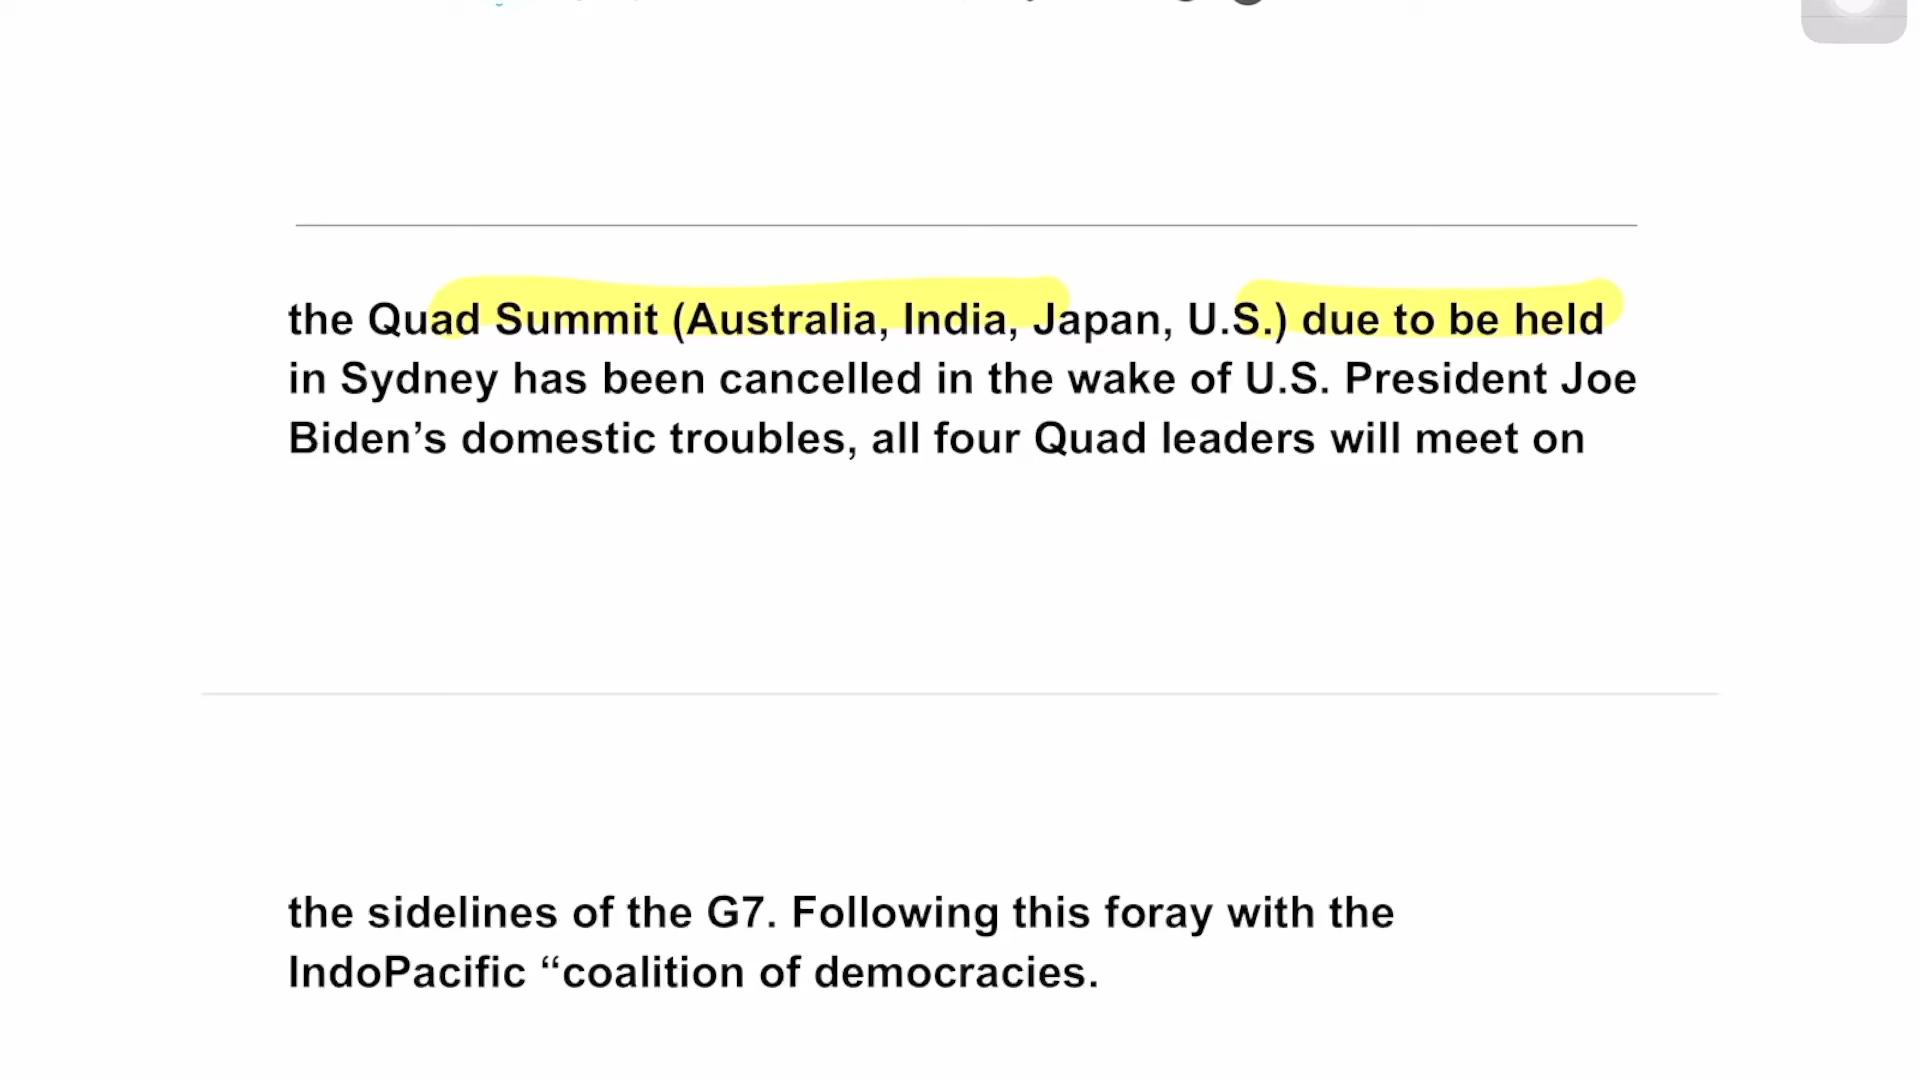 the Quad Summit (Australia, India, Japan, U.S.) due to be held
in Sydney has been cancelled in the wake of U.S. President Joe
Biden’s domestic troubles, all four Quad leaders will meet on
the sidelines of the G7. Following this foray with the
IndoPacific “coalition of democracies.